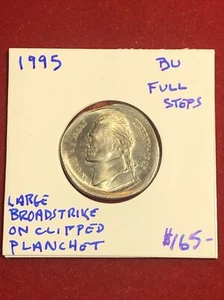 1995
BU
FULL
STEPS
LARGE
BROADSTRIKE
ON CLIPPED
PLANCHET
$165-